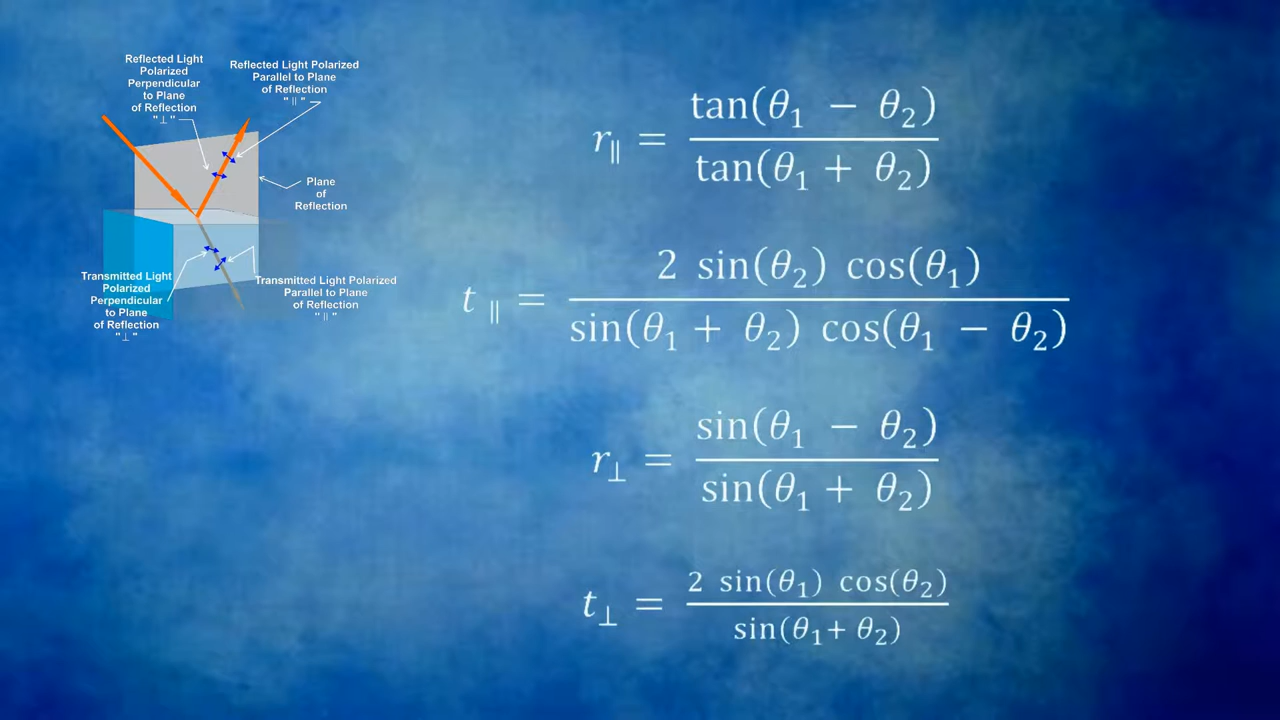 Reflected Light
Polarized
Perpendicular
to Plane
of Reflection
"⊥"
Reflected Light Polarized
Parallel to Plane
of Reflection
"∥"
Plane
of
Reflection
Transmitted Light
Polarized
Perpendicular
to Plane
of Reflection
"⊥"
Transmitted Light Polarized
Parallel to Plane
of Reflection
"∥"
r∥ = tan(θ₁ − θ₂) / tan(θ₁ + θ₂)
t∥ = 2 sin(θ₂) cos(θ₁) / sin(θ₁ + θ₂) cos(θ₁ − θ₂)
r⊥ = sin(θ₁ − θ₂) / sin(θ₁ + θ₂)
t⊥ = 2 sin(θ₁) cos(θ₂) / sin(θ₁ + θ₂)